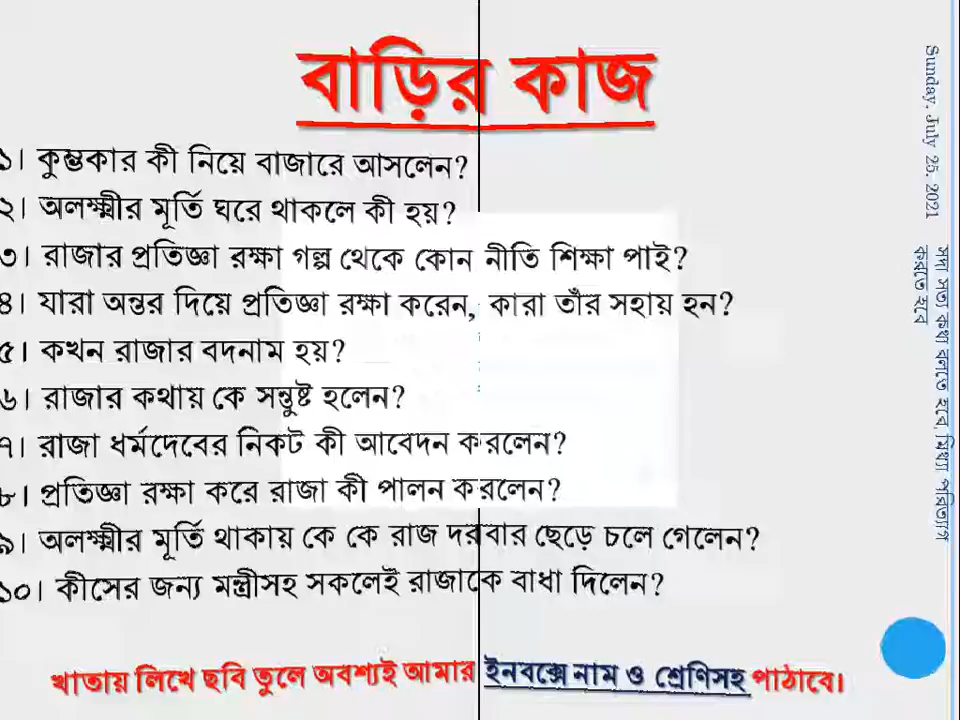 বাড়ির কাজ
১। কুম্ভকার কী নিয়ে বাজারে আসলেন?
২। অলক্ষ্মীর মূর্তি ঘরে থাকলে কী হয়?
৩। রাজার প্রতিজ্ঞা রক্ষা গল্প থেকে কোন নীতি শিক্ষা পাই?
৪। যারা অন্তর দিয়ে প্রতিজ্ঞা রক্ষা করেন, কারা তাঁর সহায় হন?
৫। কখন রাজার বদনাম হয়?
৬। রাজার কথায় কে সন্তুষ্ট হলেন?
৭। রাজা ধর্মদেবের নিকট কী আবেদন করলেন?
৮। প্রতিজ্ঞা রক্ষা করে রাজা কী পালন করলেন?
৯। অলক্ষ্মীর মূর্তি থাকায় কে কে রাজ দরবার ছেড়ে চলে গেলেন?
১০। কীসের জন্য মন্ত্রীসহ সকলেই রাজাকে বাধা দিলেন?
খাতায় লিখে ছবি তুলে অবশ্যই আমার ইনবক্সে নাম ও শ্রেণিসহ পাঠাবে।
Sunday, July 25, 2021
সদা সত্য কথা বলতে হবে, মিথ্যা পরিত্যাগ
করতে হবে